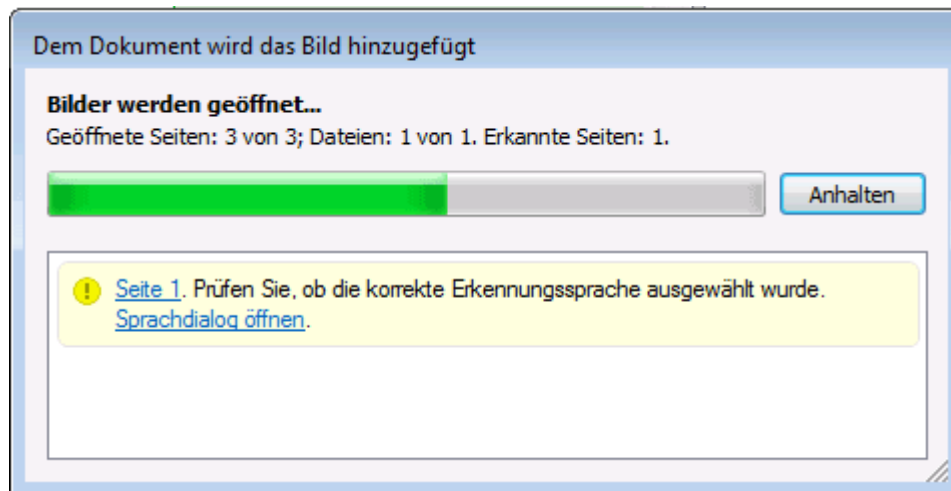 Dem Dokument wird das Bild hinzugefügt
Bilder werden geöffnet...
Geöffnete Seiten: 3 von 3; Dateien: 1 von 1. Erkannte Seiten: 1.
Anhalten
Seite 1. Prüfen Sie, ob die korrekte Erkennungssprache ausgewählt wurde.
Sprachdialog öffnen.